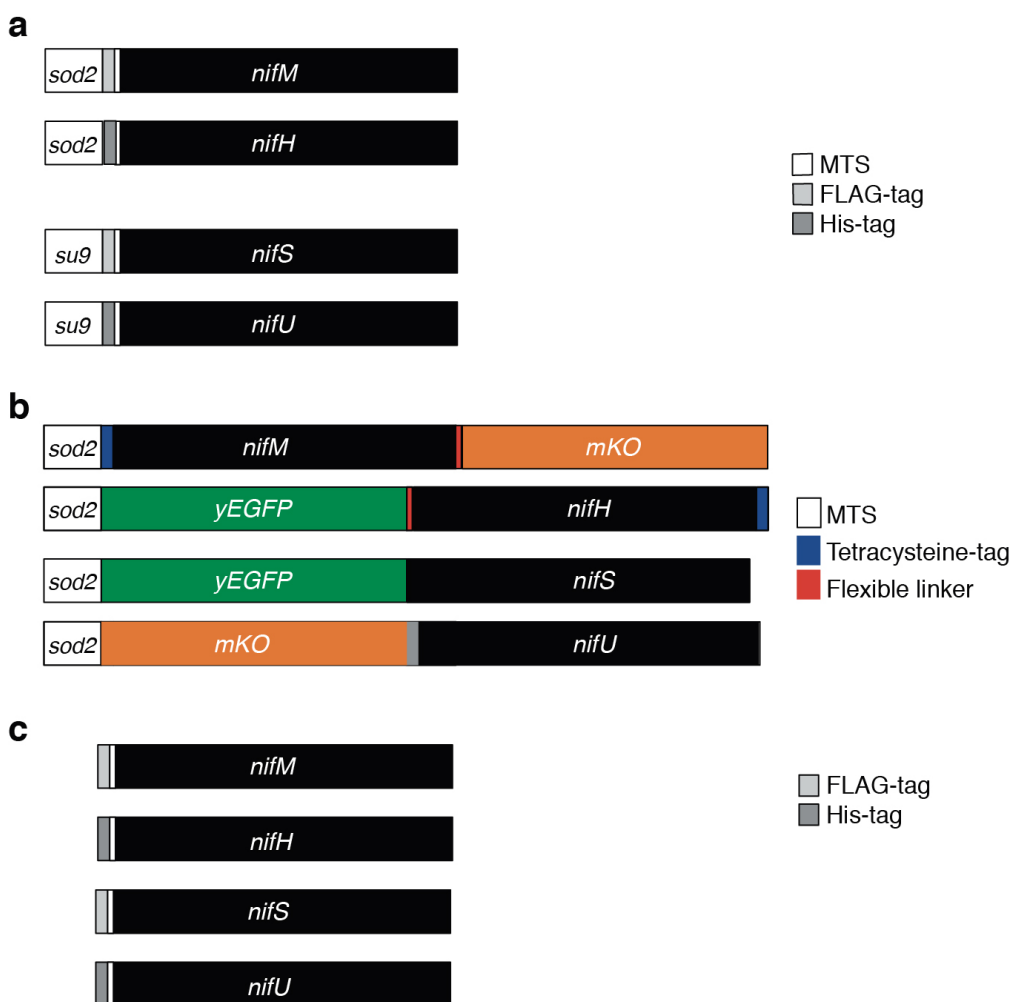 a
sod2 nifM
sod2 nifH
su9 nifS
su9 nifU
MTS
FLAG-tag
His-tag
b
sod2 nifM mKO
sod2 yEGFP nifH
sod2 yEGFP nifS
sod2 mKO nifU
MTS
Tetracysteine-tag
Flexible linker
c
nifM
nifH
nifS
nifU
FLAG-tag
His-tag